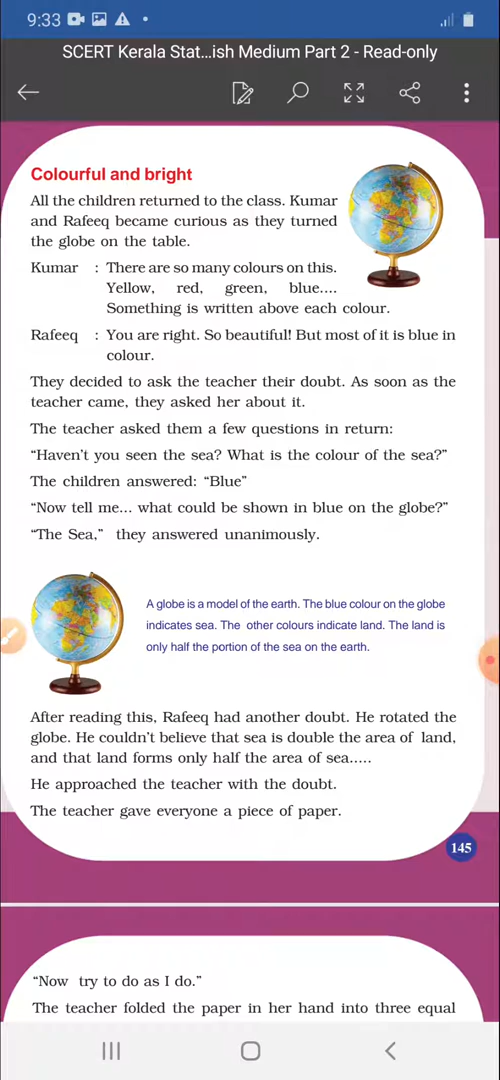 9:33
SCERT Kerala Stat...ish Medium Part 2 - Read-only
Colourful and bright
All the children returned to the class. Kumar
and Rafeeq became curious as they turned
the globe on the table.
Kumar : There are so many colours on this.
Yellow, red, green, blue....
Something is written above each colour.
Rafeeq : You are right. So beautiful! But most of it is blue in
colour.
They decided to ask the teacher their doubt. As soon as the
teacher came, they asked her about it.
The teacher asked them a few questions in return:
“Haven’t you seen the sea? What is the colour of the sea?”
The children answered: “Blue”
“Now tell me... what could be shown in blue on the globe?”
“The Sea,” they answered unanimously.
A globe is a model of the earth. The blue colour on the globe
indicates sea. The other colours indicate land. The land is
only half the portion of the sea on the earth.
After reading this, Rafeeq had another doubt. He rotated the
globe. He couldn’t believe that sea is double the area of land,
and that land forms only half the area of sea.....
He approached the teacher with the doubt.
The teacher gave everyone a piece of paper.
145
“Now try to do as I do.”
The teacher folded the paper in her hand into three equal